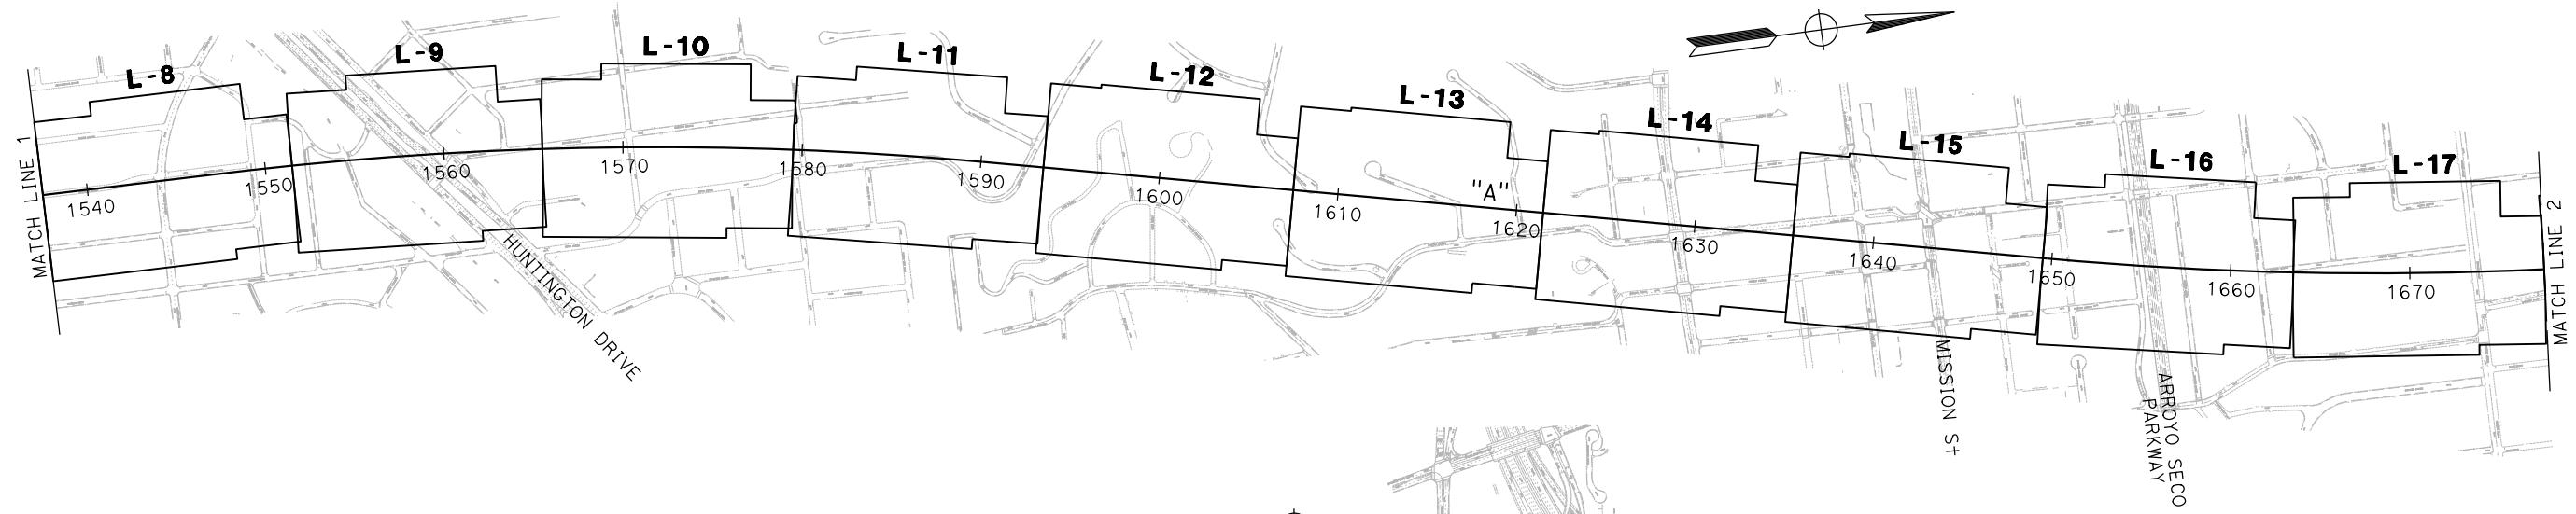 L-8
L-9
L-10
L-11
L-12
L-13
L-14
L-15
L-16
L-17
MATCH LINE 1
1540
1550
1560
1570
1580
1590
1600
1610
"A"
1620
1630
1640
1650
1660
1670
MATCH LINE 2
HUNTINGTON DRIVE
MISSION St
ARROYO SECO
PARKWAY